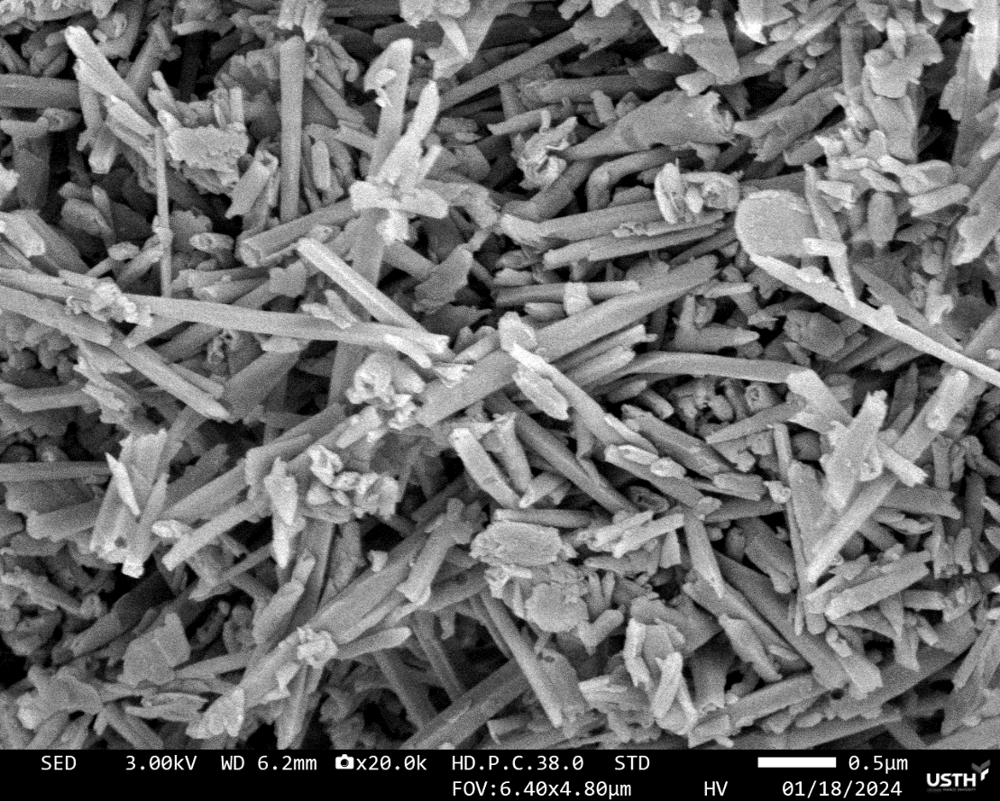 SED 3.00kV WD 6.2mm x20.0k HD.P.C.38.0 STD 0.5µm
FOV:6.40x4.80µm HV 01/18/2024
USTH